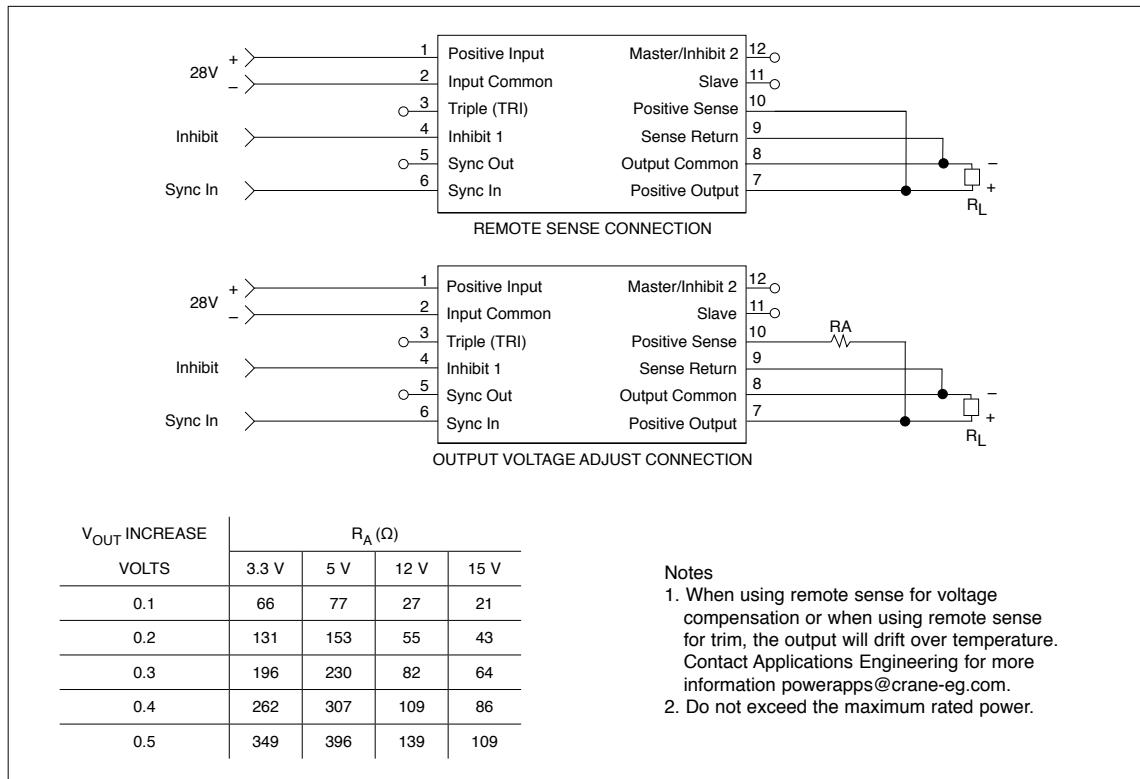 1 Positive Input Master/Inhibit 2 12
+
28V
–
2 Input Common Slave 11
3 Triple (TRI) Positive Sense 10
Inhibit 4 Inhibit 1 Sense Return 9
5 Sync Out Output Common 8 –
Sync In 6 Sync In Positive Output 7 +
RL
REMOTE SENSE CONNECTION
1 Positive Input Master/Inhibit 2 12
+
28V
–
2 Input Common Slave 11
3 Triple (TRI) Positive Sense 10 RA
Inhibit 4 Inhibit 1 Sense Return 9
5 Sync Out Output Common 8 –
Sync In 6 Sync In Positive Output 7 +
RL
OUTPUT VOLTAGE ADJUST CONNECTION
VOUT INCREASE RA (Ω)
VOLTS 3.3 V 5 V 12 V 15 V
0.1 66 77 27 21
0.2 131 153 55 43
0.3 196 230 82 64
0.4 262 307 109 86
0.5 349 396 139 109
Notes
1. When using remote sense for voltage
compensation or when using remote sense
for trim, the output will drift over temperature.
Contact Applications Engineering for more
information powerapps@crane-eg.com.
2. Do not exceed the maximum rated power.